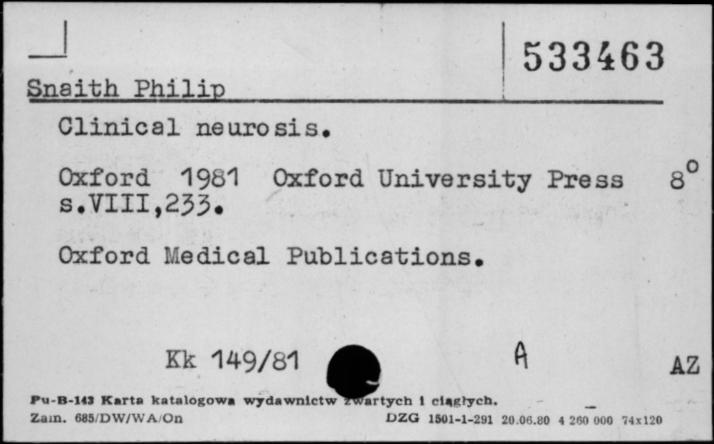 533463
Snaith Philip
Clinical neurosis.
Oxford 1981 Oxford University Press 8°
s.VIII,233.
Oxford Medical Publications.
Kk 149/81 A AZ
Pu-B-143 Karta katalogowa wydawnictw zwartych i ciągłych.
Zam. 685/DW/WA/On DZG 1501-1-291 20.06.80 4 260 000 74x120